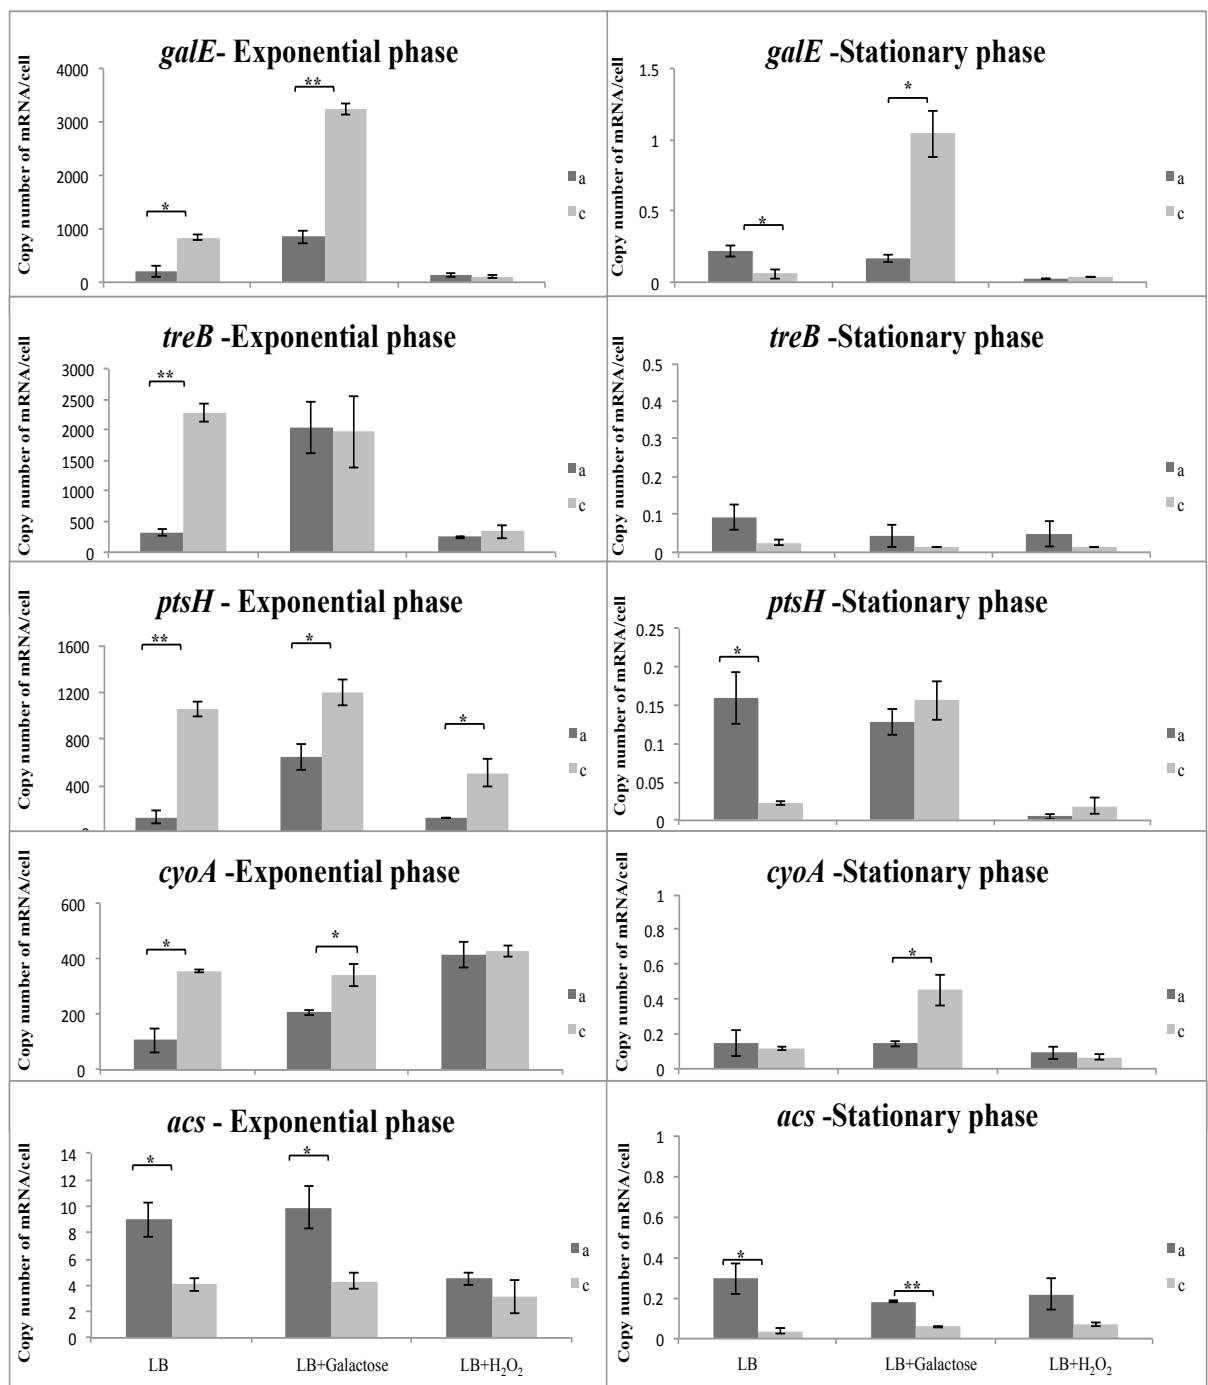 galE- Exponential phase
Copy number of mRNA/cell
4000
3000
2000
1000
0
*
**
a
c
galE -Stationary phase
Copy number of mRNA/cell
1.5
1
0.5
0
*
*
a
c
treB -Exponential phase
Copy number of mRNA/cell
3000
2500
2000
1500
1000
500
0
**
a
c
treB -Stationary phase
Copy number of mRNA/cell
0.5
0.4
0.3
0.2
0.1
0
a
c
ptsH - Exponential phase
Copy number of mRNA/cell
1600
1200
800
400
**
*
*
a
c
ptsH -Stationary phase
Copy number of mRNA/cell
0.25
0.2
0.15
0.1
0.05
0
*
a
c
cyoA -Exponential phase
Copy number of mRNA/cell
600
400
200
0
*
*
a
c
cyoA -Stationary phase
Copy number of mRNA/cell
1
0.8
0.6
0.4
0.2
0
*
a
c
acs - Exponential phase
Copy number of mRNA/cell
14
12
10
8
6
4
2
0
*
*
a
c
LB LB+Galactose LB+H₂O₂
acs -Stationary phase
Copy number of mRNA/cell
1
0.8
0.6
0.4
0.2
0
*
**
a
c
LB LB+Galactose LB+H₂O₂